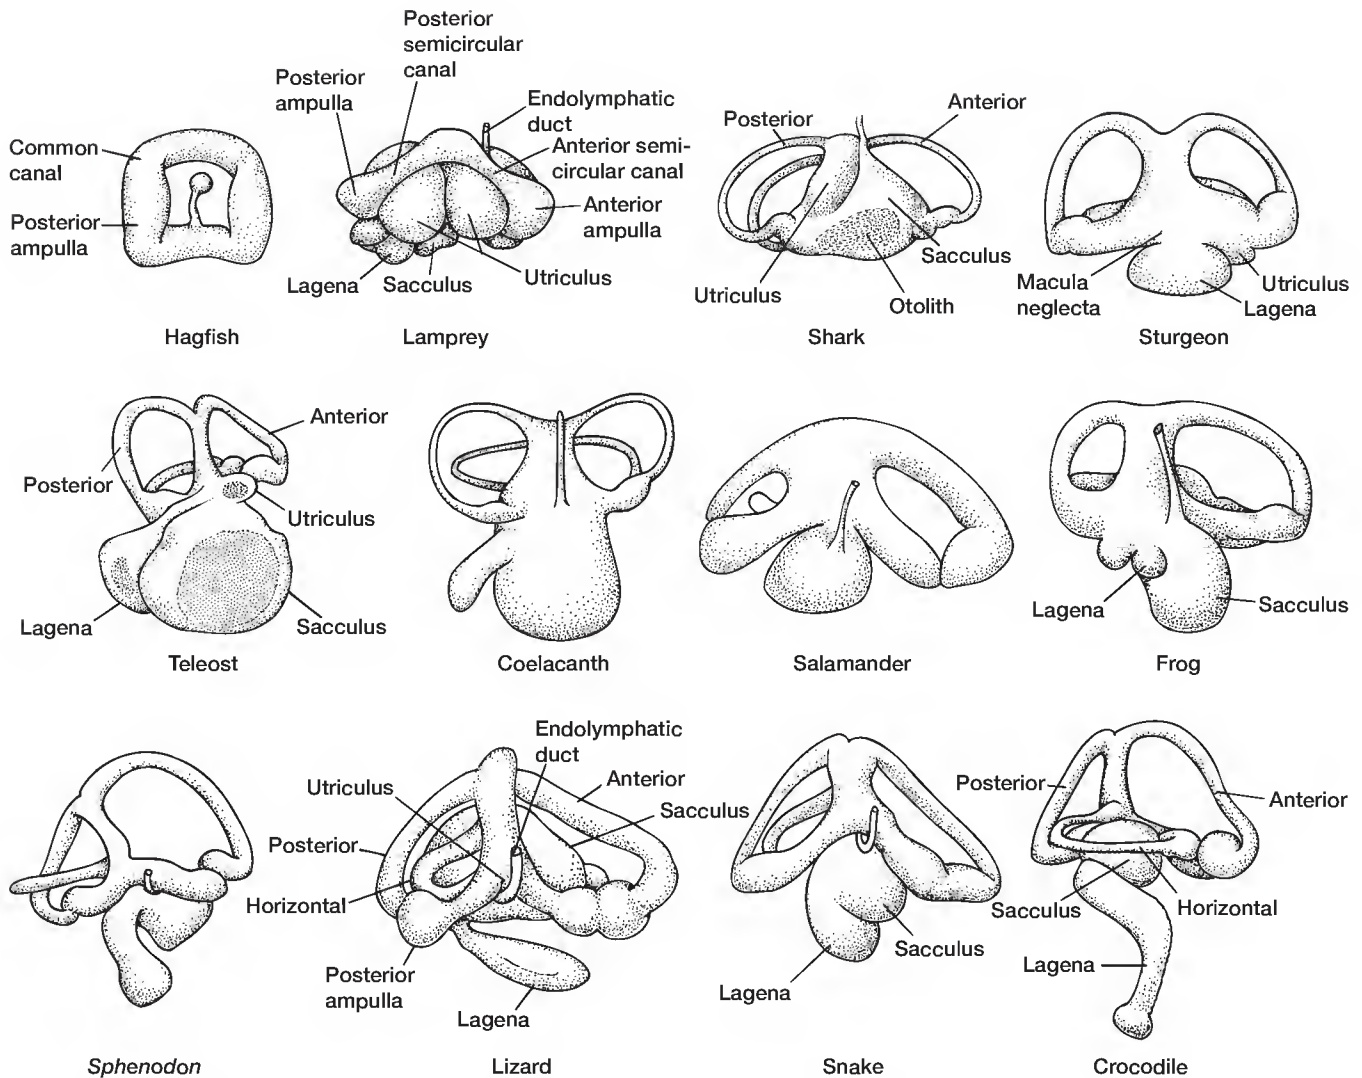 Posterior
semicircular
canal
Posterior
ampulla
Endolymphatic
duct
Common
canal
Anterior semi-
circular canal
Posterior
ampulla
Anterior
ampulla
Lagena
Sacculus
Utriculus
Hagfish
Lamprey
Posterior
Anterior
Utriculus
Sacculus
Otolith
Shark
Macula
neglecta
Utriculus
Lagena
Sturgeon
Anterior
Posterior
Utriculus
Lagena
Sacculus
Teleost
Coelacanth
Salamander
Lagena
Sacculus
Frog
Sphenodon
Endolymphatic
duct
Utriculus
Anterior
Sacculus
Posterior
Horizontal
Posterior
ampulla
Lagena
Lizard
Sacculus
Lagena
Snake
Posterior
Anterior
Sacculus
Horizontal
Lagena
Crocodile